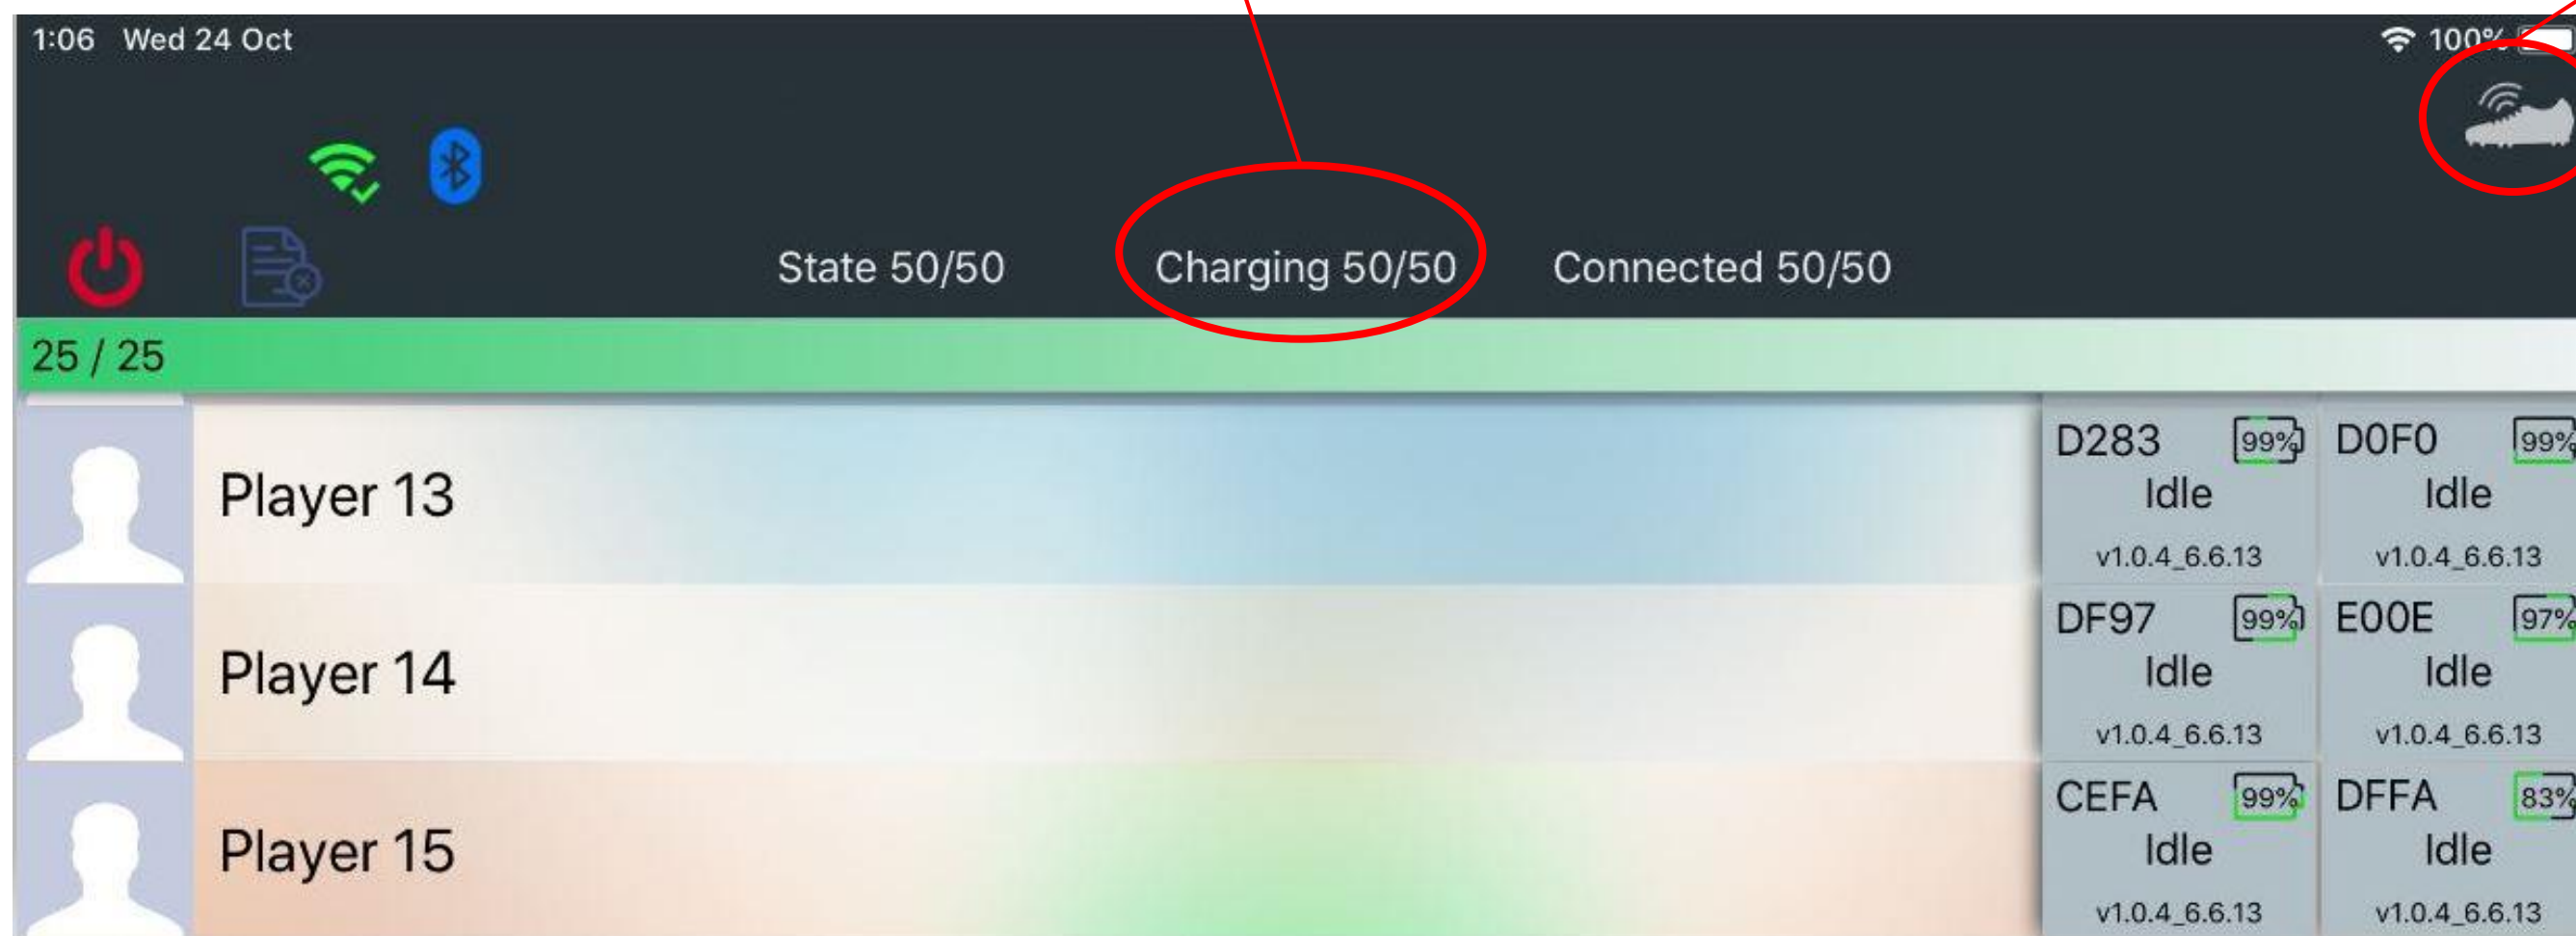 1:06 Wed 24 Oct 100%
State 50/50 Charging 50/50 Connected 50/50
25 / 25
D283 99% D0F0 99%
Player 13 Idle Idle
v1.0.4_6.6.13 v1.0.4_6.6.13
DF97 99% E00E 97%
Player 14 Idle Idle
v1.0.4_6.6.13 v1.0.4_6.6.13
CEFA 99% DFFA 83%
Player 15 Idle Idle
v1.0.4_6.6.13 v1.0.4_6.6.13